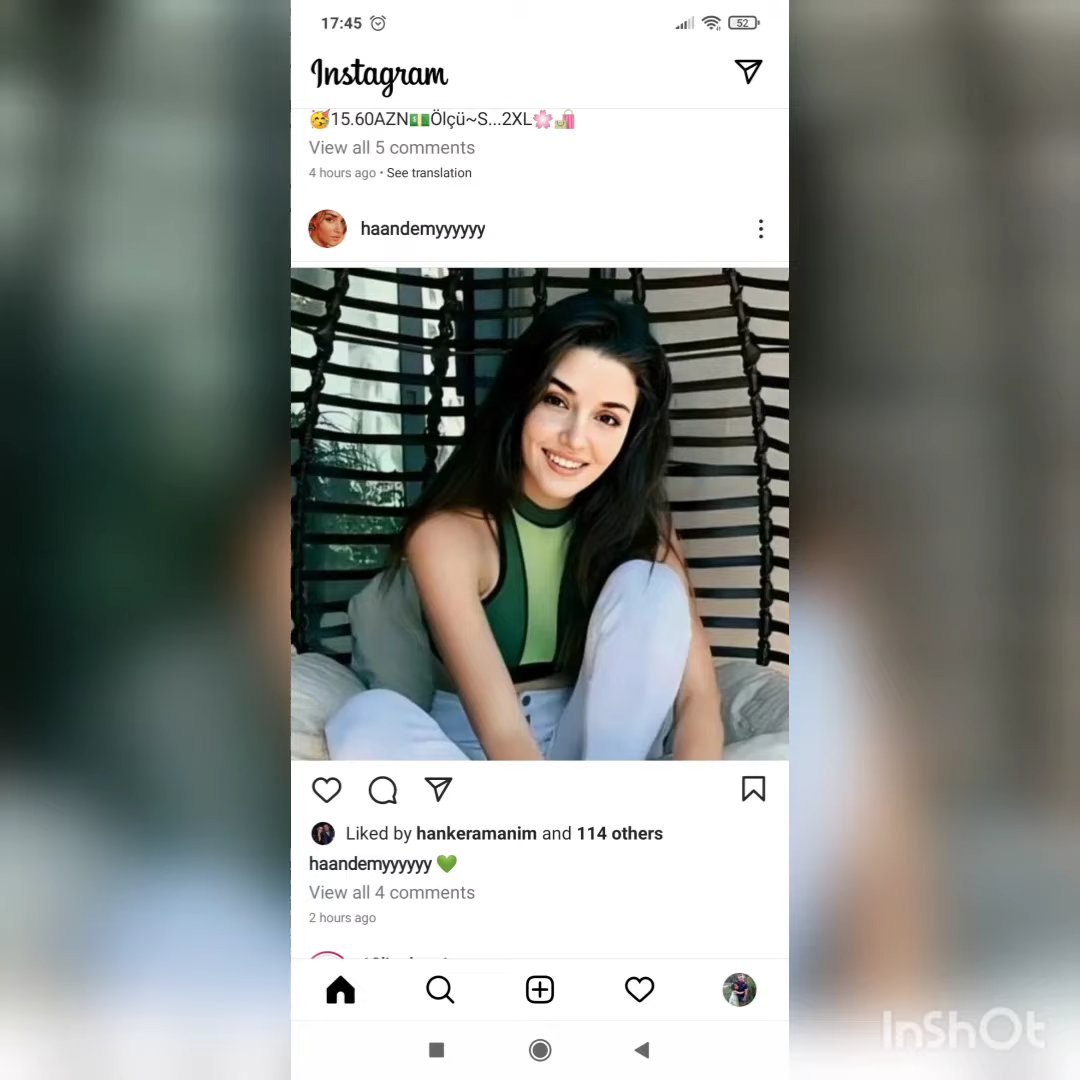 17:45
52
Instagram
🥳15.60AZN💵Ölçü~S...2XL🌸🛍️
View all 5 comments
4 hours ago • See translation
haandemyyyyyy
Liked by hankeramanim and 114 others
haandemyyyyyy 💚
View all 4 comments
2 hours ago
InShOt